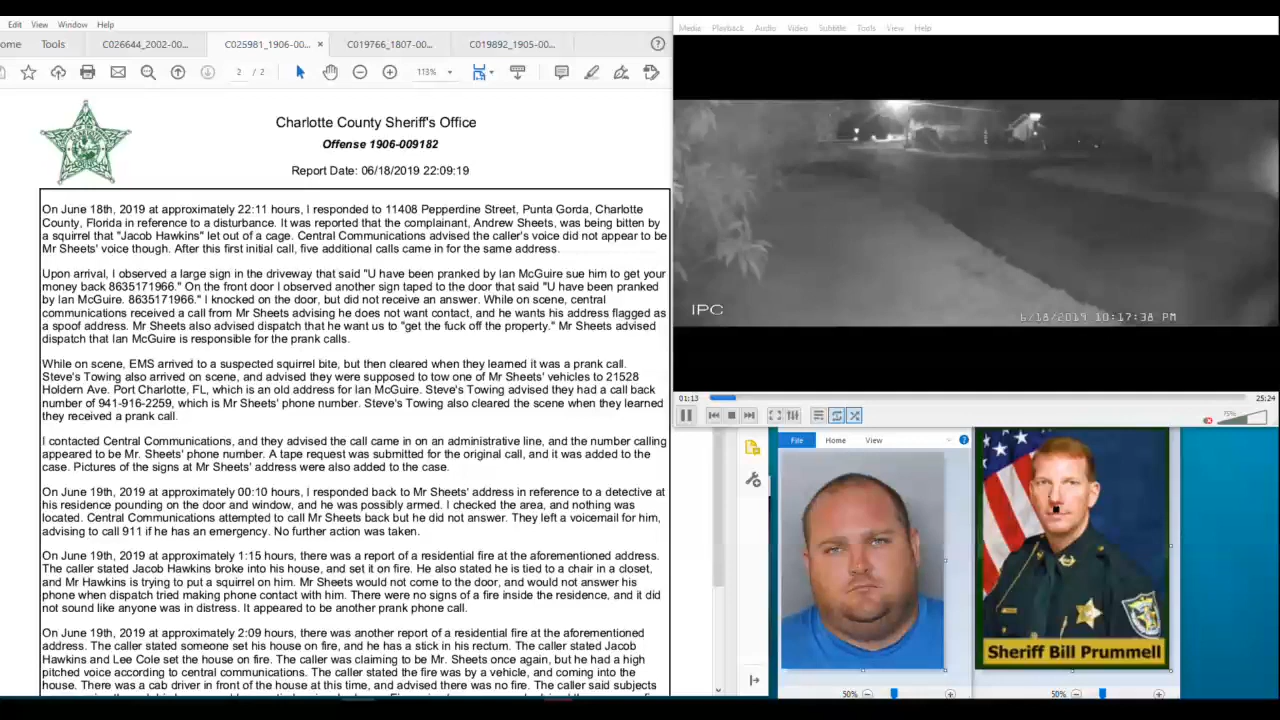 Edit View Window Help
ome Tools C026644_2002-00... C025981_1906-00... × C019766_1807-00... C019892_1905-00...
2 / 2 113%
Charlotte County Sheriff's Office
Offense 1906-009182
Report Date: 06/18/2019 22:09:19
On June 18th, 2019 at approximately 22:11 hours, I responded to 11408 Pepperdine Street, Punta Gorda, Charlotte
County, Florida in reference to a disturbance. It was reported that the complainant, Andrew Sheets, was being bitten by
a squirrel that "Jacob Hawkins" let out of a cage. Central Communications advised the caller's voice did not appear to be
Mr Sheets' voice though. After this first initial call, five additional calls came in for the same address.
Upon arrival, I observed a large sign in the driveway that said "U have been pranked by Ian McGuire sue him to get your
money back 8635171966." On the front door I observed another sign taped to the door that said "U have been pranked
by Ian McGuire. 8635171966." I knocked on the door, but did not receive an answer. While on scene, central
communications received a call from Mr Sheets advising he does not want contact, and he wants his address flagged as
a spoof address. Mr Sheets also advised dispatch that he want us to "get the fuck off the property." Mr Sheets advised
dispatch that Ian McGuire is responsible for the prank calls.
While on scene, EMS arrived to a suspected squirrel bite, but then cleared when they learned it was a prank call.
Steve's Towing also arrived on scene, and advised they were supposed to tow one of Mr Sheets' vehicles to 21528
Holdern Ave. Port Charlotte, FL, which is an old address for Ian McGuire. Steve's Towing advised they had a call back
number of 941-916-2259, which is Mr Sheets' phone number. Steve's Towing also cleared the scene when they learned
they received a prank call.
I contacted Central Communications, and they advised the call came in on an administrative line, and the number calling
appeared to be Mr. Sheets' phone number. A tape request was submitted for the original call, and it was added to the
case. Pictures of the signs at Mr Sheets' address were also added to the case.
On June 19th, 2019 at approximately 00:10 hours, I responded back to Mr Sheets' address in reference to a detective at
his residence pounding on the door and window, and he was possibly armed. I checked the area, and nothing was
located. Central Communications attempted to call Mr Sheets back but he did not answer. They left a voicemail for him,
advising to call 911 if he has an emergency. No further action was taken.
On June 19th, 2019 at approximately 1:15 hours, there was a report of a residential fire at the aforementioned address.
The caller stated Jacob Hawkins broke into his house, and set it on fire. He also stated he is tied to a chair in a closet,
and Mr Hawkins is trying to put a squirrel on him. Mr Sheets would not come to the door, and would not answer his
phone when dispatch tried making phone contact with him. There were no signs of a fire inside the residence, and it did
not sound like anyone was in distress. It appeared to be another prank phone call.
On June 19th, 2019 at approximately 2:09 hours, there was another report of a residential fire at the aforementioned
address. The caller stated someone set his house on fire, and he has a stick in his rectum. The caller stated Jacob
Hawkins and Lee Cole set the house on fire. The caller was claiming to be Mr. Sheets once again, but he had a high
pitched voice according to central communications. The caller stated the fire was by a vehicle, and coming into the
house. There was a cab driver in front of the house at this time, and advised there was no fire. The caller said subjects
Media Playback Audio Video Subtitle Tools View Help
IPC
6/18/2019 10:17:38 PM
01:13 25:24
75%
File Home View
Sheriff Bill Prummell
50% 50%